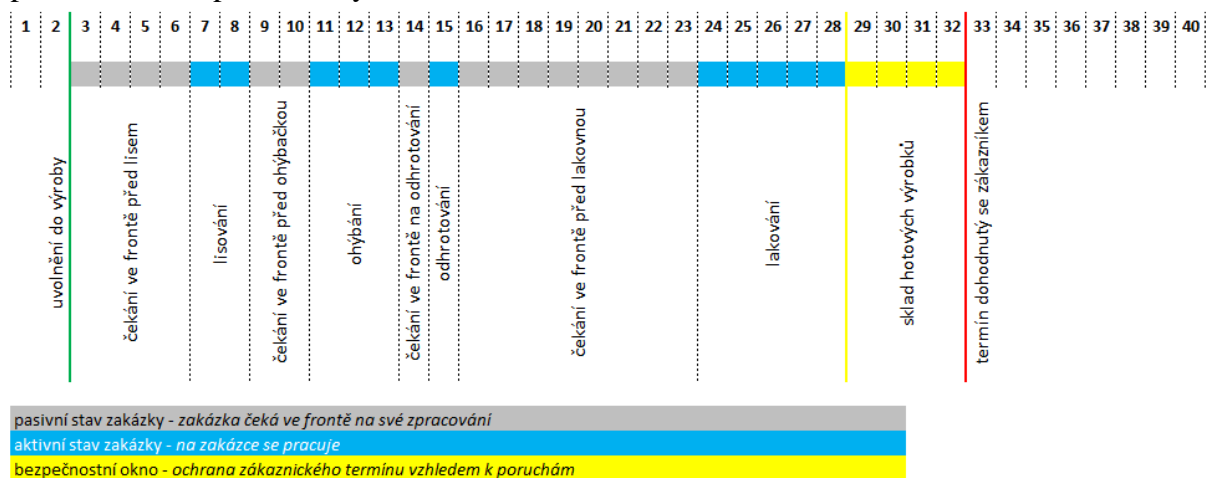 1 2 3 4 5 6 7 8 9 10 11 12 13 14 15 16 17 18 19 20 21 22 23 24 25 26 27 28 29 30 31 32 33 34 35 36 37 38 39 40
uvolnění do výroby
čekání ve frontě před lisem
lisování
čekání ve frontě před ohýbačkou
ohýbání
čekání ve frontě na odhrotování
odhrotování
čekání ve frontě před lakovnou
lakování
sklad hotových výrobků
termín dohodnutý se zákazníkem
pasivní stav zakázky - zakázka čeká ve frontě na své zpracování
aktivní stav zakázky - na zakázce se pracuje
bezpečnostní okno - ochrana zákaznického termínu vzhledem k poruchám